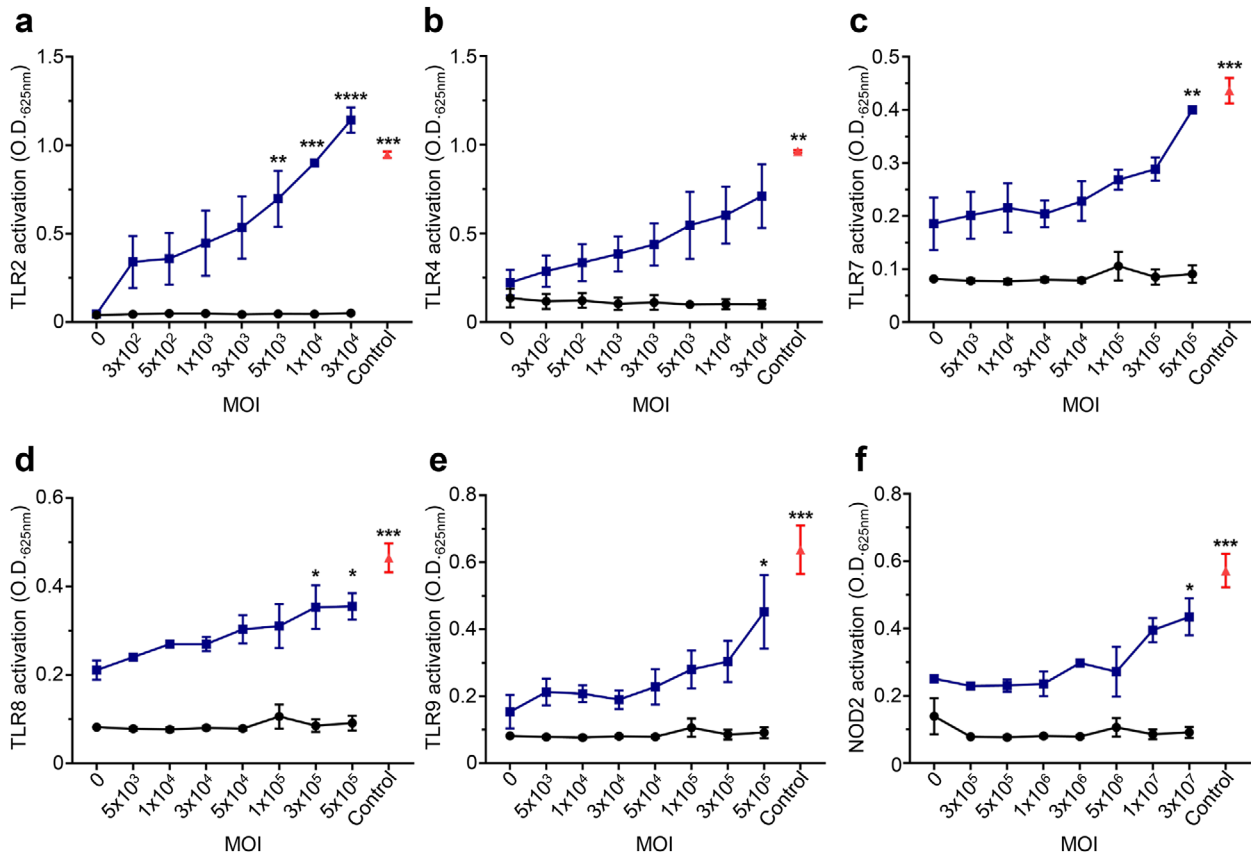 a
TLR2 activation (O.D.625nm)
1.5
1.0
0.5
0.0
**
***
****
***
0
3x10²
5x10²
1x10³
3x10³
5x10³
1x10⁴
3x10⁴
Control
MOI
b
TLR4 activation (O.D.625nm)
1.5
1.0
0.5
0.0
**
0
3x10²
5x10²
1x10³
3x10³
5x10³
1x10⁴
3x10⁴
Control
MOI
c
TLR7 activation (O.D.625nm)
0.5
0.4
0.3
0.2
0.1
0.0
**
***
0
5x10³
1x10⁴
3x10⁴
5x10⁴
1x10⁵
3x10⁵
5x10⁵
Control
MOI
d
TLR8 activation (O.D.625nm)
0.6
0.4
0.2
0
*
*
***
0
5x10³
1x10⁴
3x10⁴
5x10⁴
1x10⁵
3x10⁵
5x10⁵
Control
MOI
e
TLR9 activation (O.D.625nm)
0.8
0.6
0.4
0.2
0.0
*
***
0
5x10³
1x10⁴
3x10⁴
5x10⁴
1x10⁵
3x10⁵
5x10⁵
Control
MOI
f
NOD2 activation (O.D.625nm)
0.8
0.6
0.4
0.2
0.0
*
***
0
3x10⁵
5x10⁵
1x10⁶
3x10⁶
5x10⁶
1x10⁷
3x10⁷
Control
MOI